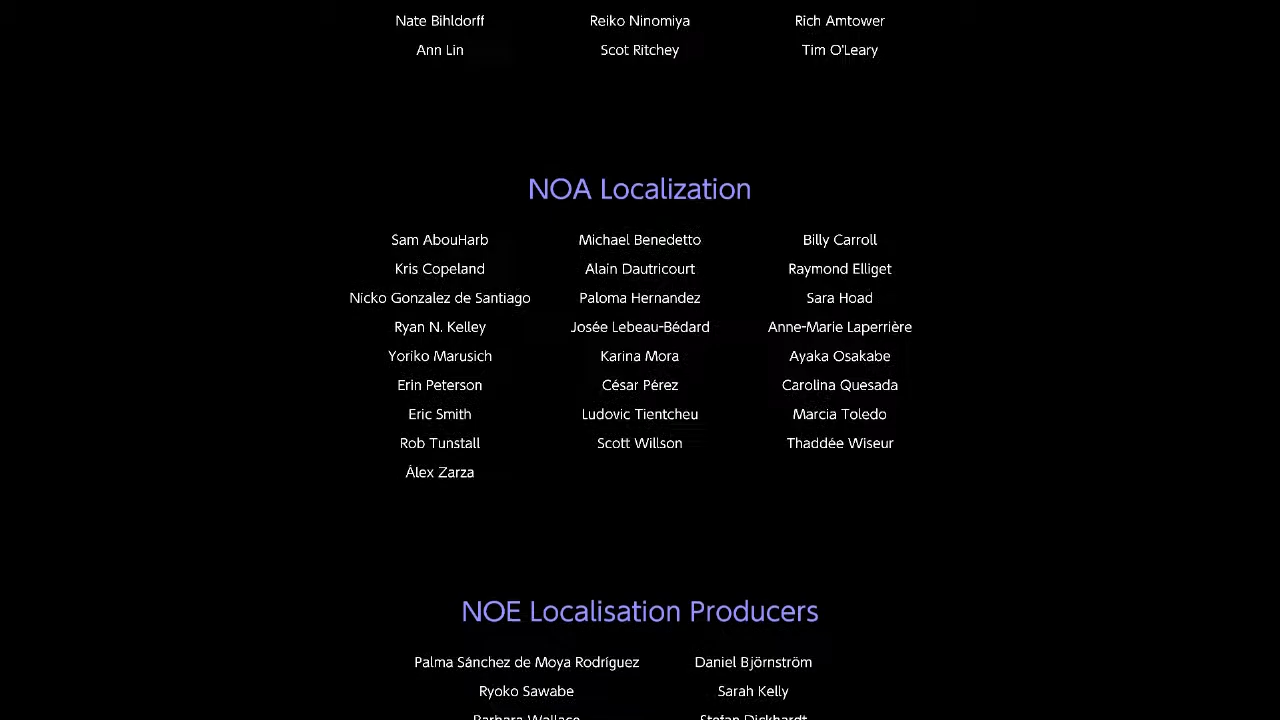 Nate Bihldorff Reiko Ninomiya Rich Amtower
Ann Lin Scot Ritchey Tim O'Leary
NOA Localization
Sam AbouHarb Michael Benedetto Billy Carroll
Kris Copeland Alain Dautricourt Raymond Elliget
Nicko Gonzalez de Santiago Paloma Hernandez Sara Hoad
Ryan N. Kelley Josée Lebeau-Bédard Anne-Marie Laperrière
Yoriko Marusich Karina Mora Ayaka Osakabe
Erin Peterson César Pérez Carolina Quesada
Eric Smith Ludovic Tientcheu Marcia Toledo
Rob Tunstall Scott Willson Thaddée Wiseur
Álex Zarza
NOE Localisation Producers
Palma Sánchez de Moya Rodríguez Daniel Björnström
Ryoko Sawabe Sarah Kelly
Barbara Wallace Stefan Dickhardt